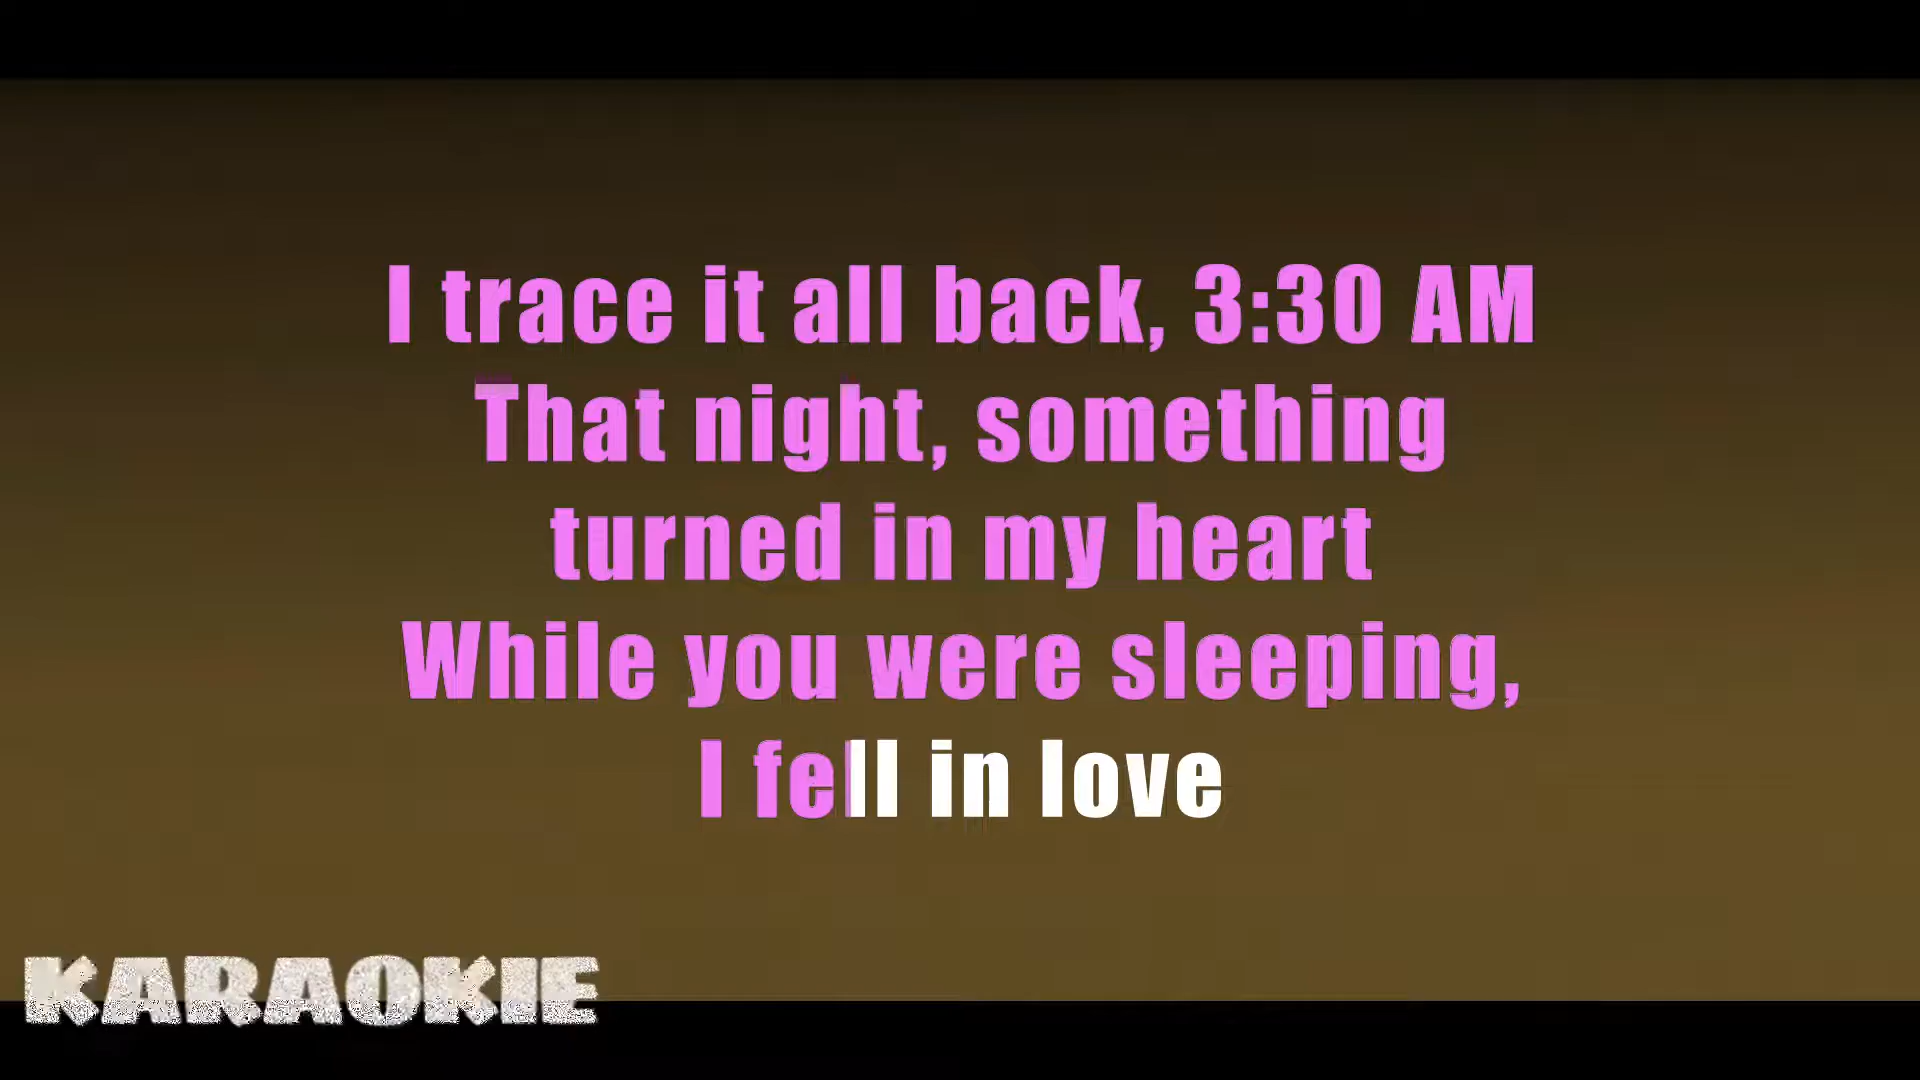 I trace it all back, 3:30 AM
That night, something
turned in my heart
While you were sleeping,
I fell in love
KARAOKIE